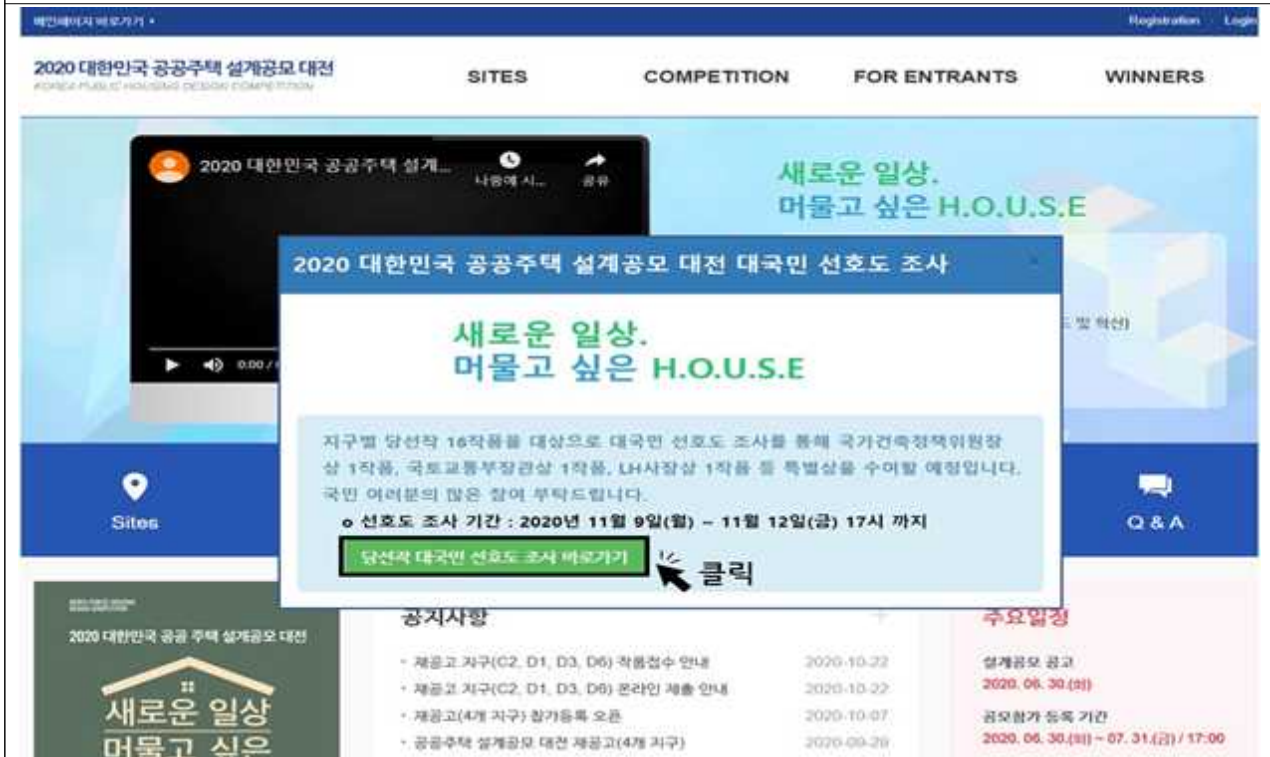 메인페이지 바로가기
Registration Login
2020 대한민국 공공주택 설계공모 대전
KOREA PUBLIC HOUSING DESIGN COMPETITION
SITES COMPETITION FOR ENTRANTS WINNERS
2020 대한민국 공공주택 설계...
나중에 시... 공유
새로운 일상.
머물고 싶은 H.O.U.S.E
2020 대한민국 공공주택 설계공모 대전 대국민 선호도 조사
및 혁신)
새로운 일상.
머물고 싶은 H.O.U.S.E
0:00 /
지구별 당선작 16작품을 대상으로 대국민 선호도 조사를 통해 국가건축정책위원장
상 1작품, 국토교통부장관상 1작품, LH사장상 1작품 등 특별상을 수여할 예정입니다.
국민 여러분의 많은 참여 부탁드립니다.
o 선호도 조사 기간 : 2020년 11월 9일(월) ~ 11월 12일(금) 17시 까지
당선작 대국민 선호도 조사 바로가기
클릭
Sites
Q & A
2020 대한민국 공공 주택 설계공모 대전
새로운 일상
머물고 싶은
공지사항
재공고 지구(C2, D1, D3, D6) 작품접수 안내 2020-10-22
재공고 지구(C2, D1, D3, D6) 온라인 제출 안내 2020-10-22
재공고(4개 지구) 참가등록 오픈 2020-10-07
공공주택 설계공모 대전 재공고(4개 지구) 2020-09-28
주요일정
설계공모 공고
2020. 06. 30.(화)
공모참가 등록 기간
2020. 06. 30.(화) ~ 07. 31.(금) / 17:00